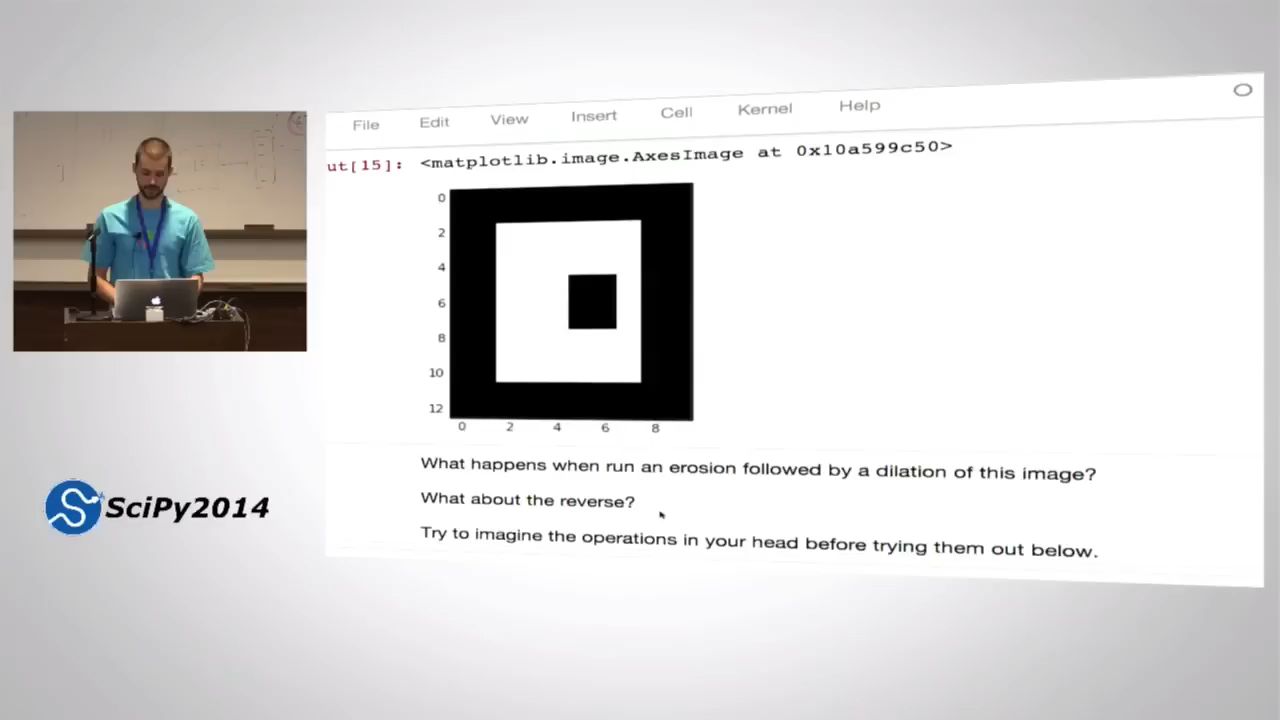 File Edit View Insert Cell Kernel Help
ut[15]: <matplotlib.image.AxesImage at 0x10a599c50>
0
2
4
6
8
10
12
0 2 4 6 8
What happens when run an erosion followed by a dilation of this image?
What about the reverse?
Try to imagine the operations in your head before trying them out below.
SciPy2014